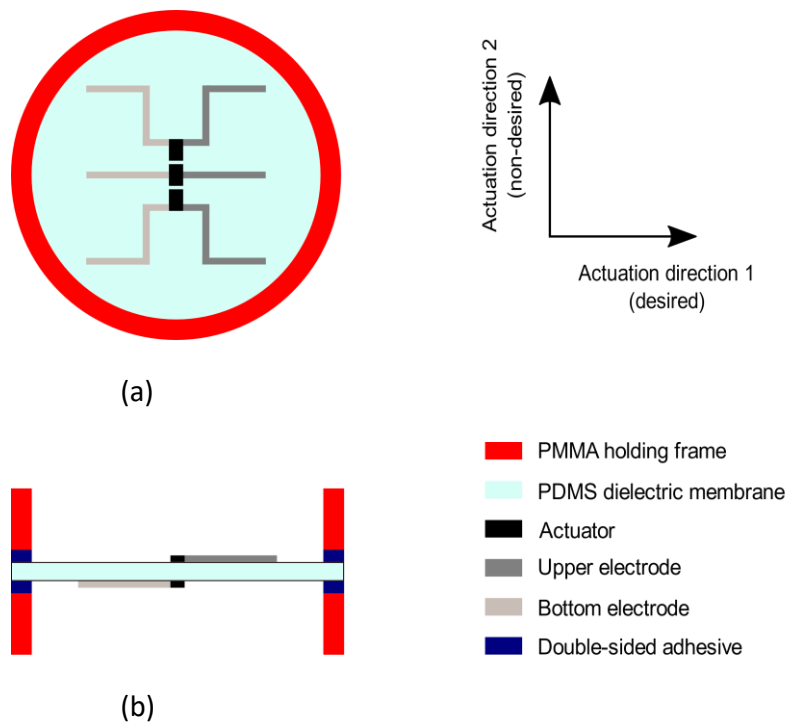 Actuation direction 2
(non-desired)
Actuation direction 1
(desired)
(a)
PMMA holding frame
PDMS dielectric membrane
Actuator
Upper electrode
Bottom electrode
Double-sided adhesive
(b)